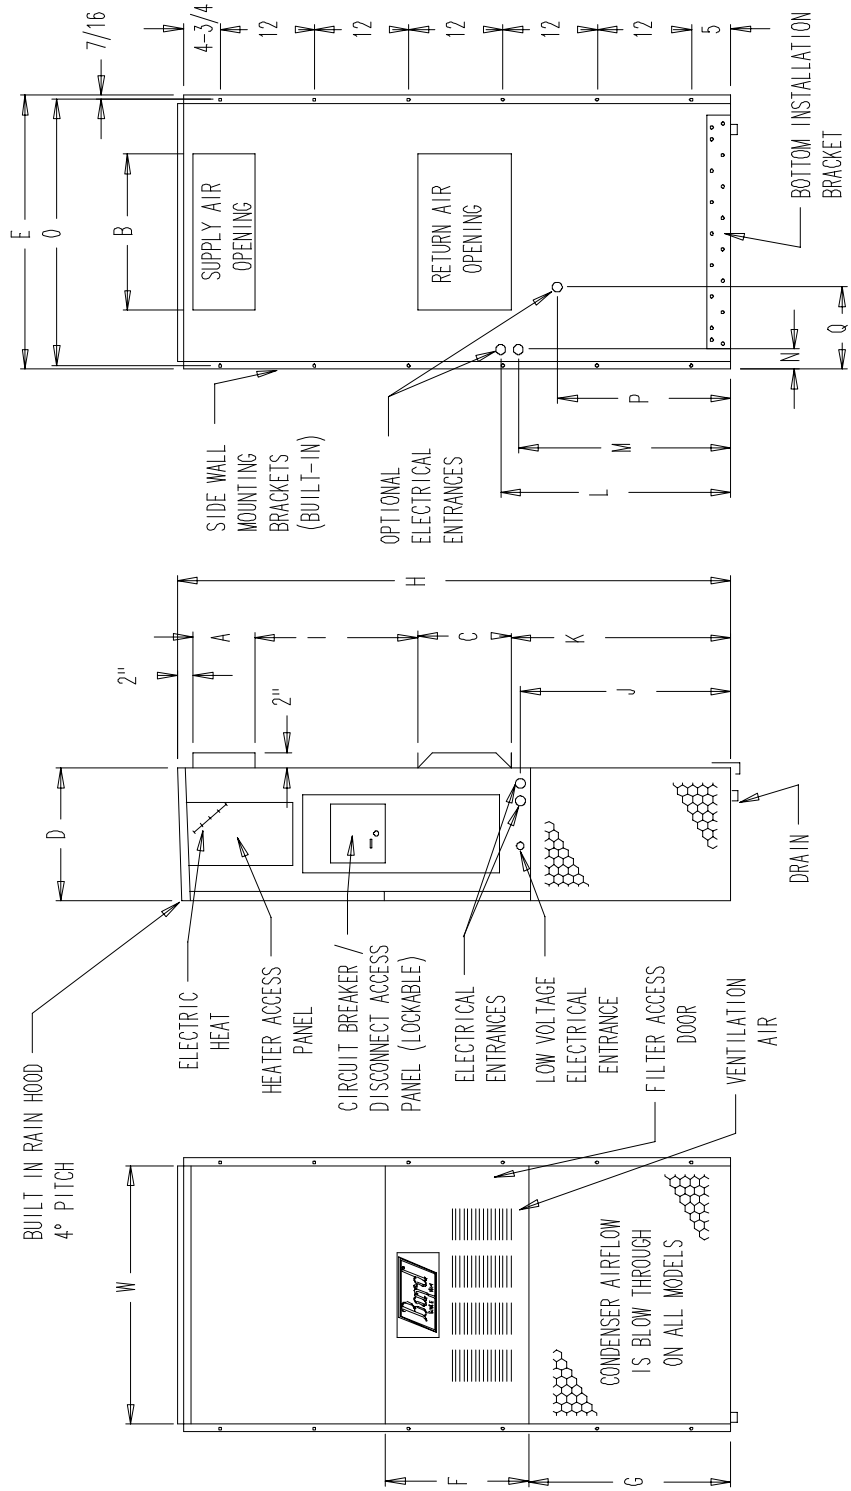 BUILT IN RAIN HOOD
4° PITCH
W
F
G
Bard
CONDENSER AIRFLOW
IS BLOW THROUGH
ON ALL MODELS
ELECTRIC
HEAT
HEATER ACCESS
PANEL
CIRCUIT BREAKER /
DISCONNECT ACCESS
PANEL (LOCKABLE)
ELECTRICAL
ENTRANCES
LOW VOLTAGE
ELECTRICAL
ENTRANCE
FILTER ACCESS
DOOR
VENTILATION
AIR
D
2"
A
I
2"
C
H
K
J
DRAIN
SIDE WALL
MOUNTING
BRACKETS
(BUILT-IN)
OPTIONAL
ELECTRICAL
ENTRANCES
L
M
P
N
Q
E
O
B
7/16
SUPPLY AIR
OPENING
RETURN AIR
OPENING
4-3/4
12
12
12
12
12
5
BOTTOM INSTALLATION
BRACKET